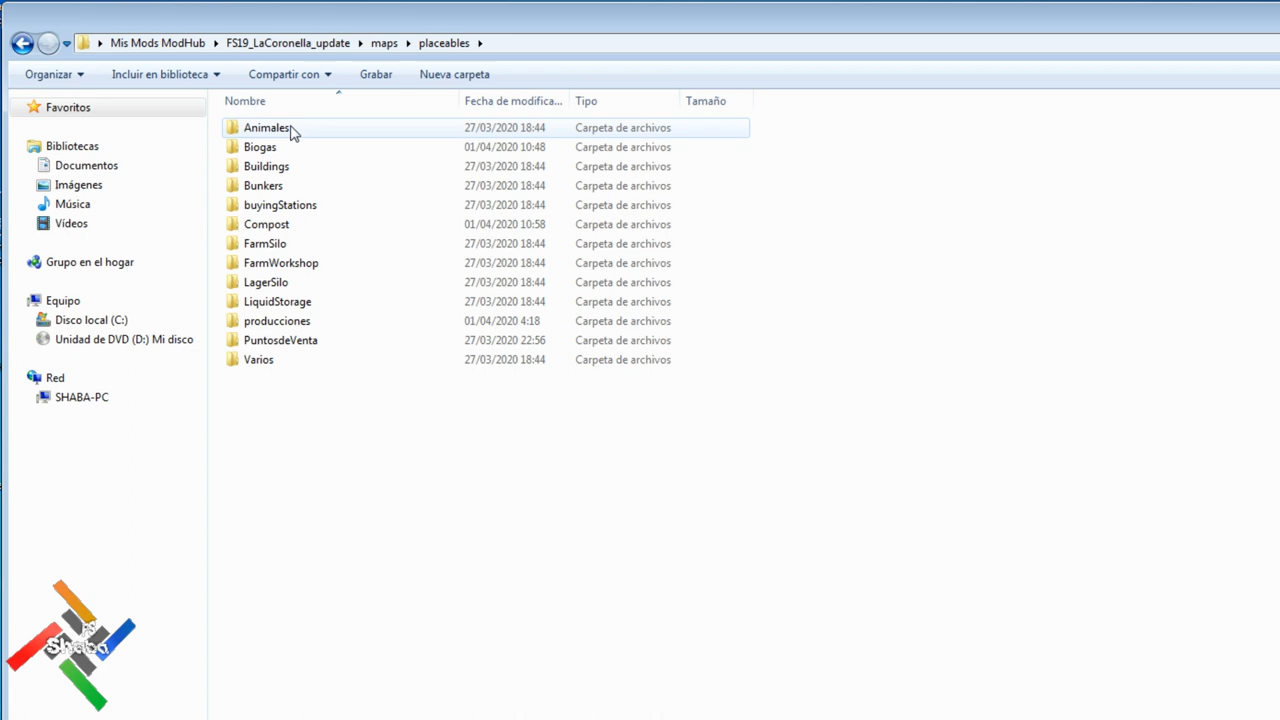 Mis Mods ModHub FS19_LaCoronella_update maps placeables
Organizar Incluir en biblioteca Compartir con Grabar Nueva carpeta
Favoritos
Bibliotecas
Documentos
Imágenes
Música
Vídeos
Grupo en el hogar
Equipo
Disco local (C:)
Unidad de DVD (D:) Mi disco
Red
SHABA-PC
Nombre Fecha de modifica... Tipo Tamaño
Animales 27/03/2020 18:44 Carpeta de archivos
Biogas 01/04/2020 10:48 Carpeta de archivos
Buildings 27/03/2020 18:44 Carpeta de archivos
Bunkers 27/03/2020 18:44 Carpeta de archivos
buyingStations 27/03/2020 18:44 Carpeta de archivos
Compost 01/04/2020 10:58 Carpeta de archivos
FarmSilo 27/03/2020 18:44 Carpeta de archivos
FarmWorkshop 27/03/2020 18:44 Carpeta de archivos
LagerSilo 27/03/2020 18:44 Carpeta de archivos
LiquidStorage 27/03/2020 18:44 Carpeta de archivos
producciones 01/04/2020 4:18 Carpeta de archivos
PuntosdeVenta 27/03/2020 22:56 Carpeta de archivos
Varios 27/03/2020 18:44 Carpeta de archivos
Shaba